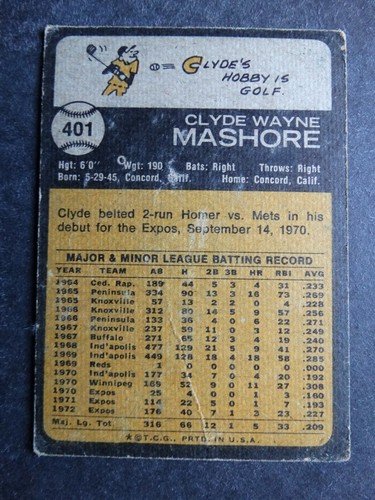 CLYDE'S
HOBBY IS
GOLF.
401
CLYDE WAYNE
MASHORE
Hgt: 6'0" Wgt: 190 Bats: Right Throws: Right
Born: 5-29-45, Concord, Calif. Home: Concord, Calif.
Clyde belted 2-run Homer vs. Mets in his
debut for the Expos, September 14, 1970.
MAJOR & MINOR LEAGUE BATTING RECORD
YEAR TEAM AB H 2B 3B HR RBI AVG
1964 Ced. Rap. 189 44 5 3 4 31 .233
1965 Peninsula 334 90 13 3 16 73 .269
1965 Knoxville 57 13 2 2 0 4 .228
1966 Knoxville 312 80 14 5 9 57 .256
1966 Peninsula 133 36 4 0 6 22 .271
1967 Knoxville 237 59 11 0 3 12 .249
1967 Buffalo 271 65 12 3 4 19 .240
1968 Ind'apolis 477 129 21 5 9 41 .270
1969 Ind'apolis 449 128 18 4 18 58 .285
1969 Reds 1 0 0 0 0 0 .000
1970 Ind'apolis 177 34 7 0 4 20 .192
1970 Winnipeg 169 52 9 0 11 27 .308
1970 Expos 25 4 0 0 1 3 .160
1971 Expos 114 22 5 0 1 7 .193
1972 Expos 176 40 7 1 3 23 .227
Maj. Lg. Tot 316 66 12 1 5 33 .209
★©T.C.G. PRTD. IN U.S.A.